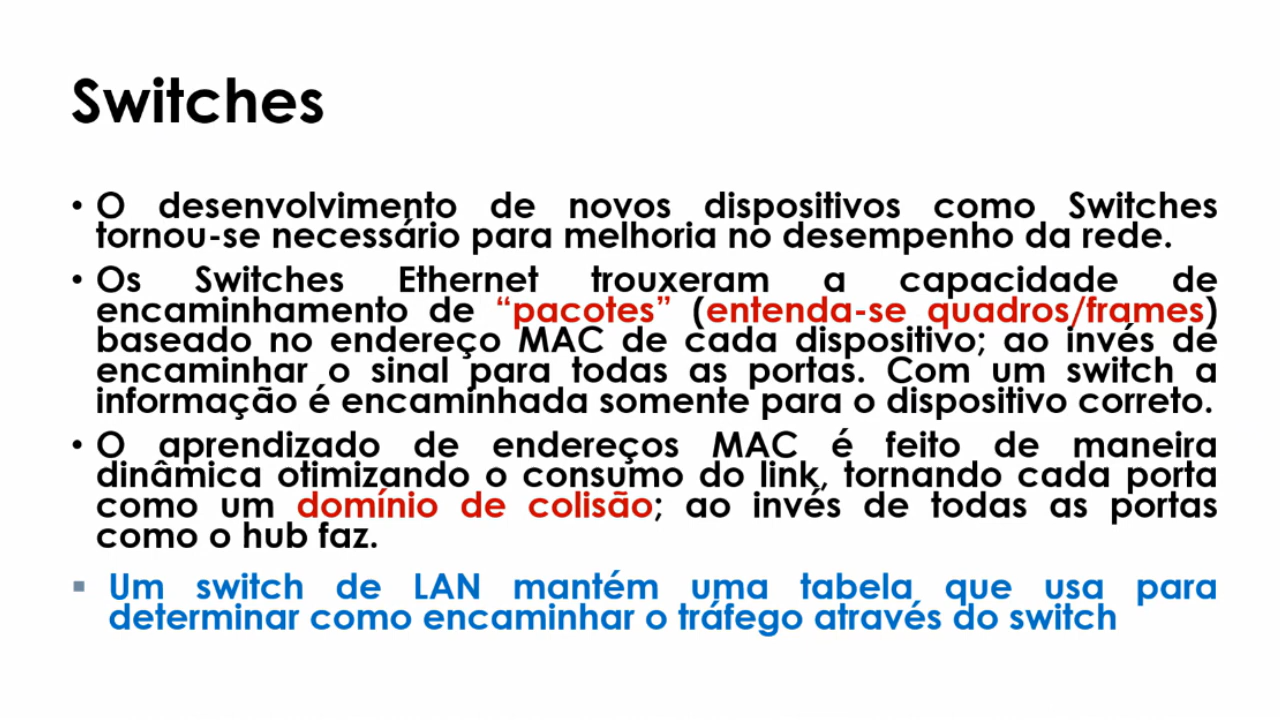 Switches
• O desenvolvimento de novos dispositivos como Switches
tornou-se necessário para melhoria no desempenho da rede.
• Os Switches Ethernet trouxeram a capacidade de
encaminhamento de “pacotes” (entenda-se quadros/frames)
baseado no endereço MAC de cada dispositivo; ao invés de
encaminhar o sinal para todas as portas. Com um switch a
informação é encaminhada somente para o dispositivo correto.
• O aprendizado de endereços MAC é feito de maneira
dinâmica otimizando o consumo do link, tornando cada porta
como um domínio de colisão; ao invés de todas as portas
como o hub faz.
▪ Um switch de LAN mantém uma tabela que usa para
determinar como encaminhar o tráfego através do switch